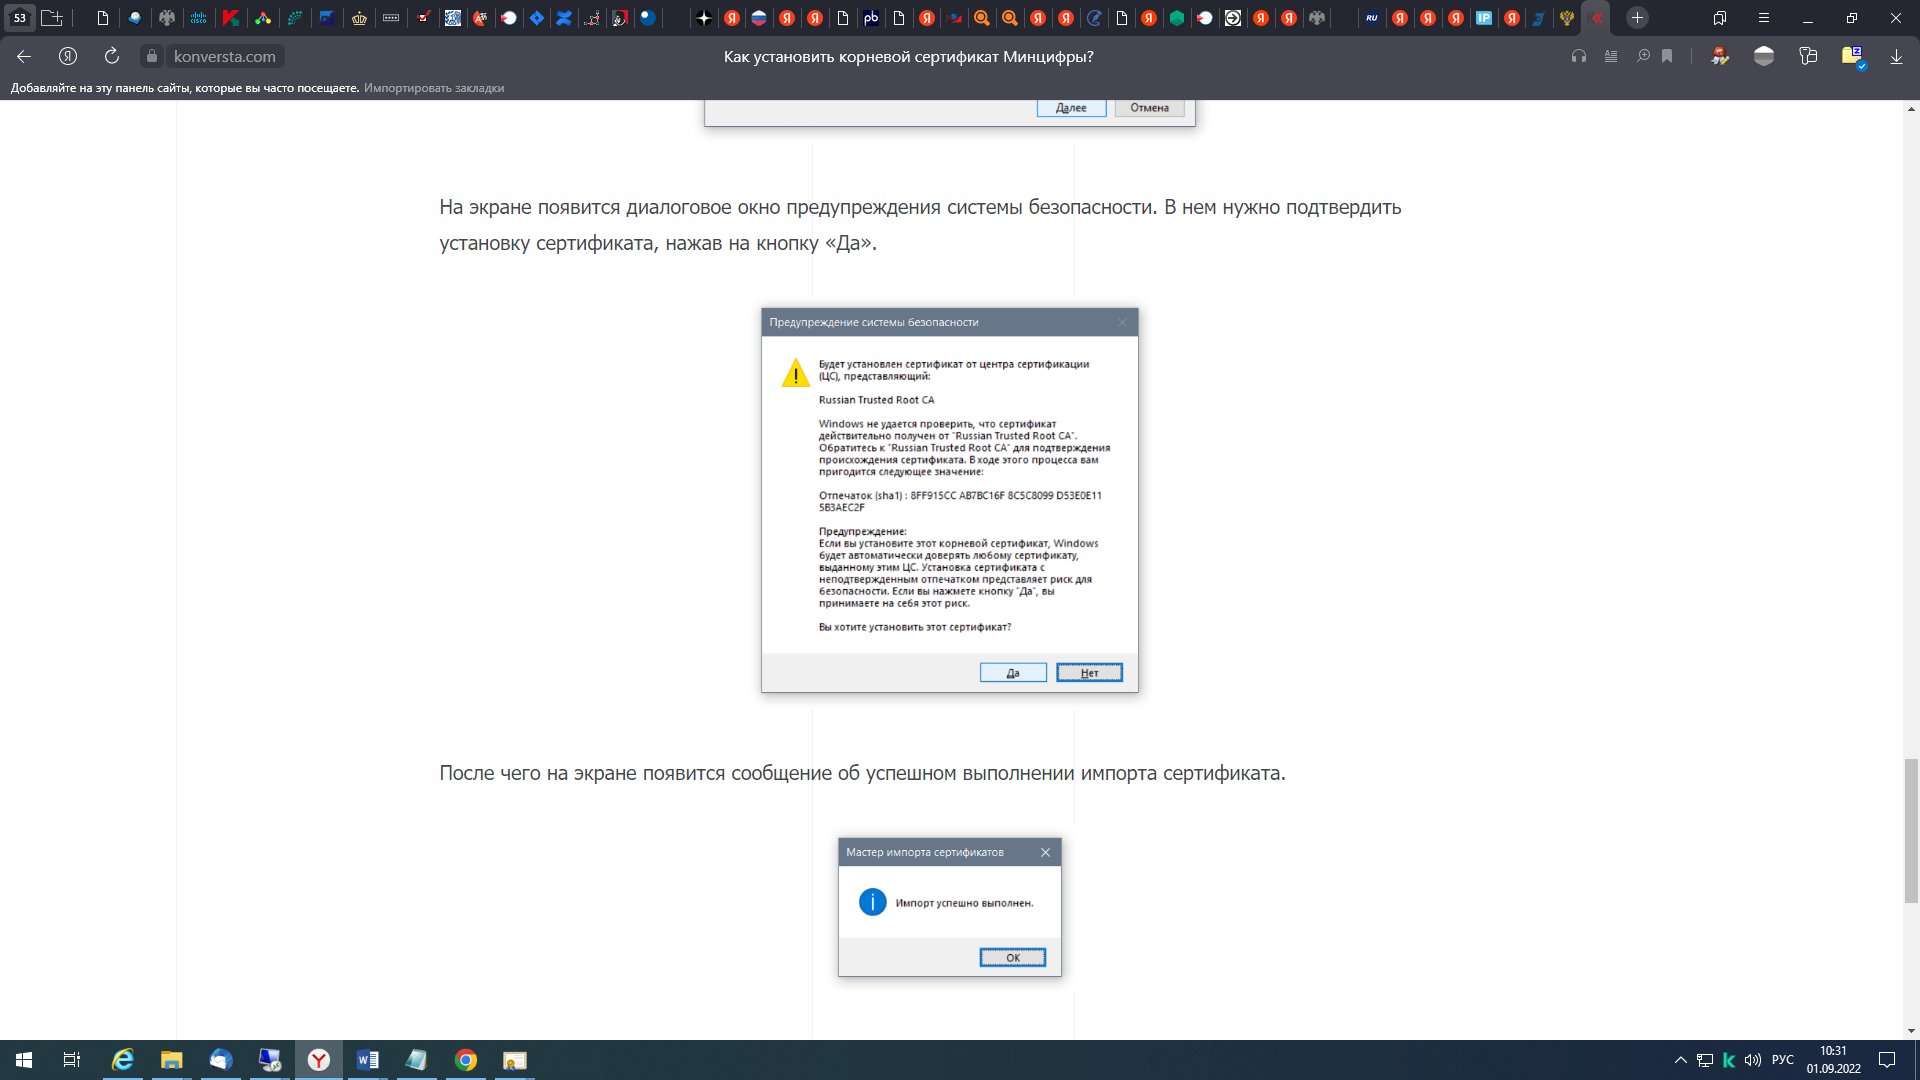 53
konversta.com
Как установить корневой сертификат Минцифры?
Добавляйте на эту панель сайты, которые вы часто посещаете. Импортировать закладки
Далее
Отмена
На экране появится диалоговое окно предупреждения системы безопасности. В нем нужно подтвердить
установку сертификата, нажав на кнопку «Да».
Предупреждение системы безопасности
Будет установлен сертификат от центра сертификации
(ЦС), представляющий:
Russian Trusted Root CA
Windows не удается проверить, что сертификат
действительно получен от "Russian Trusted Root CA".
Обратитесь к "Russian Trusted Root CA" для подтверждения
происхождения сертификата. В ходе этого процесса вам
пригодится следующее значение:
Отпечаток (sha1) : 8FF915CC AB7BC16F 8C5C8099 D53E0E11
5B3AEC2F
Предупреждение:
Если вы установите этот корневой сертификат, Windows
будет автоматически доверять любому сертификату,
выданному этим ЦС. Установка сертификата с
неподтвержденным отпечатком представляет риск для
безопасности. Если вы нажмете кнопку "Да", вы
принимаете на себя этот риск.
Вы хотите установить этот сертификат?
Да
Нет
После чего на экране появится сообщение об успешном выполнении импорта сертификата.
Мастер импорта сертификатов
Импорт успешно выполнен.
ОК
РУС
10:31
01.09.2022